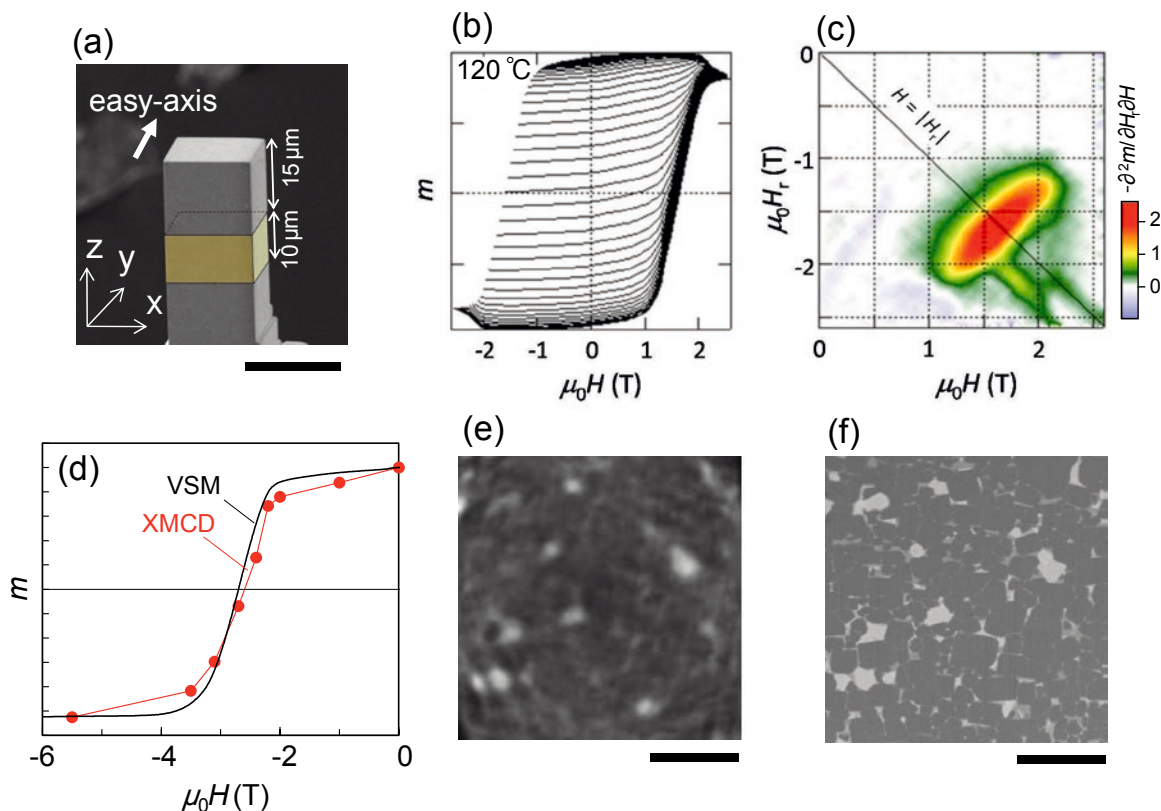 (a)
easy-axis
15 μm
10 μm
z
y
x
(b)
120 ℃
m
-2
-1
0
1
2
μ₀H (T)
(c)
H = |Hᵣ|
0
-1
-2
μ₀Hᵣ (T)
0
1
2
μ₀H (T)
-∂²m/∂Hᵣ∂H
2
1
0
(d)
VSM
XMCD
m
-6
-4
-2
0
μ₀H (T)
(e)
(f)